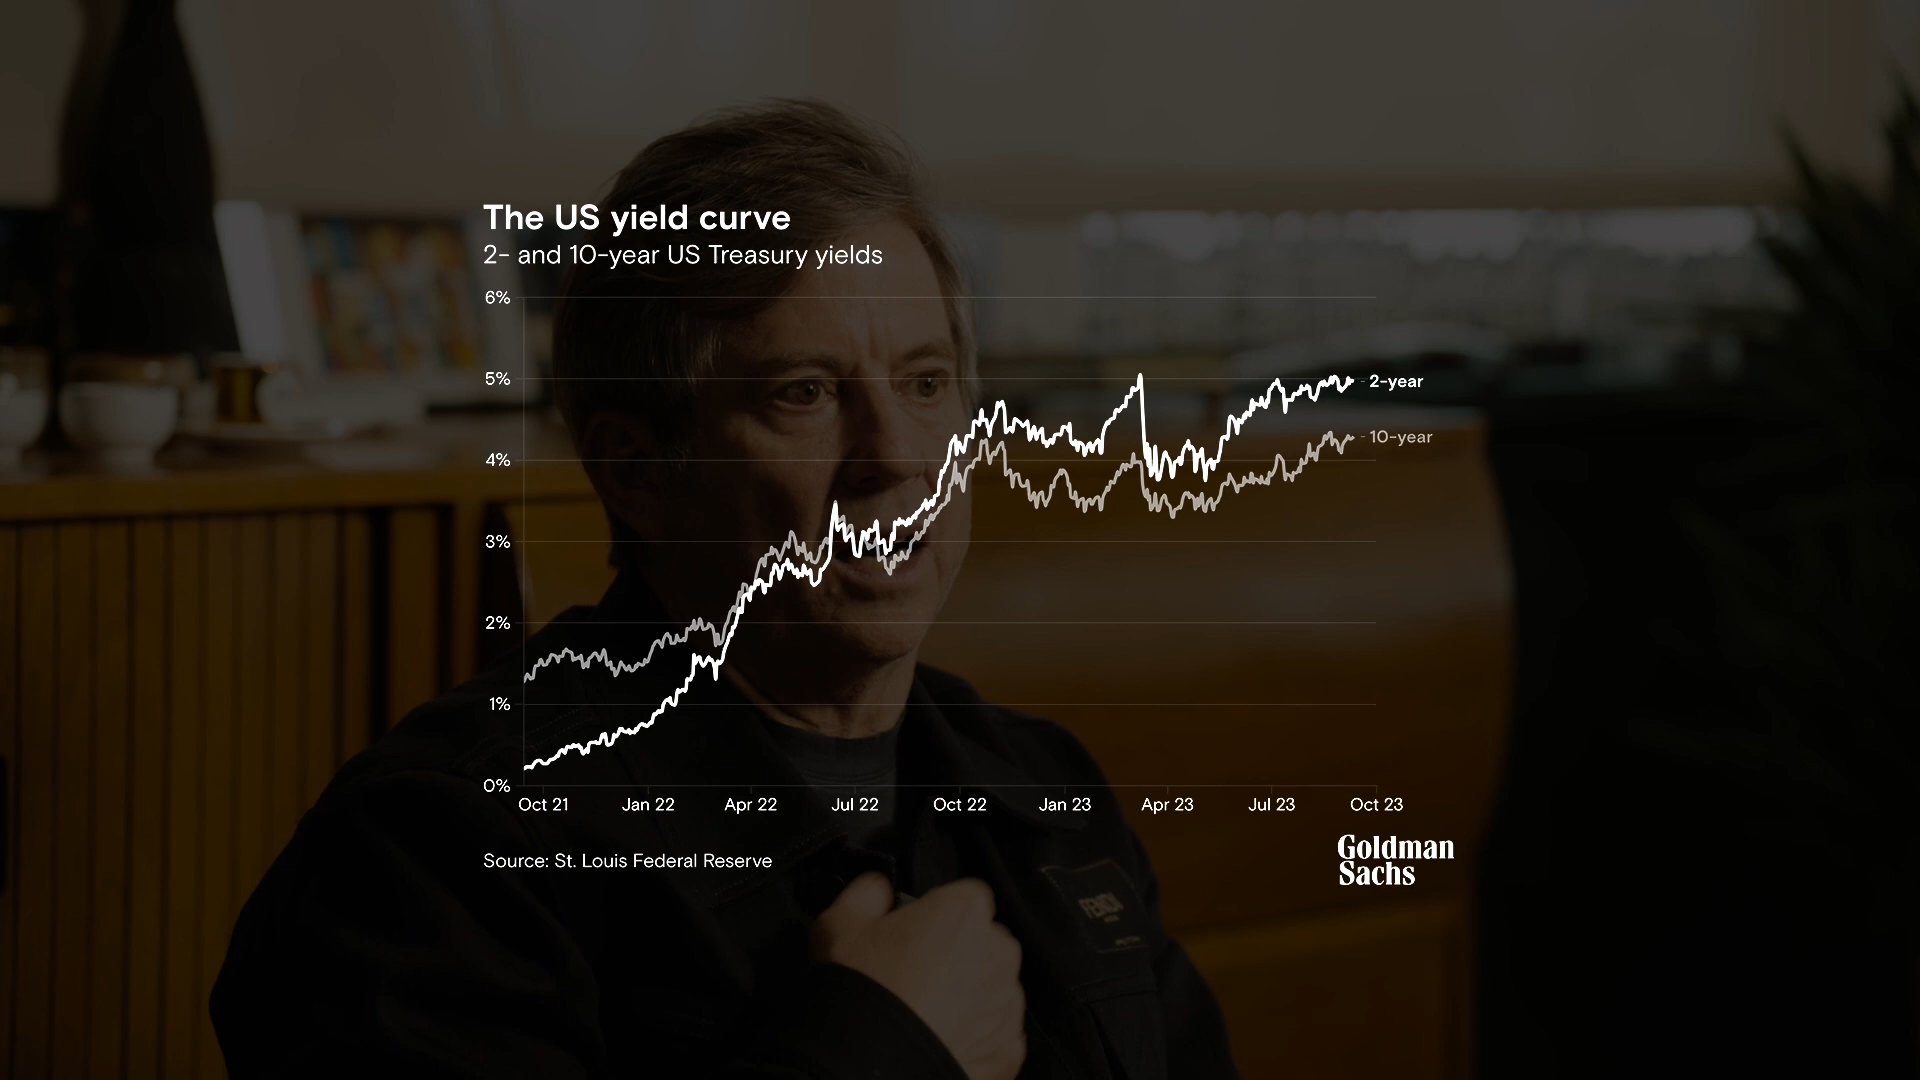 The US yield curve
2- and 10-year US Treasury yields
6%
5%
4%
3%
2%
1%
0%
2-year
10-year
Oct 21
Jan 22
Apr 22
Jul 22
Oct 22
Jan 23
Apr 23
Jul 23
Oct 23
Source: St. Louis Federal Reserve
Goldman
Sachs
FENDI